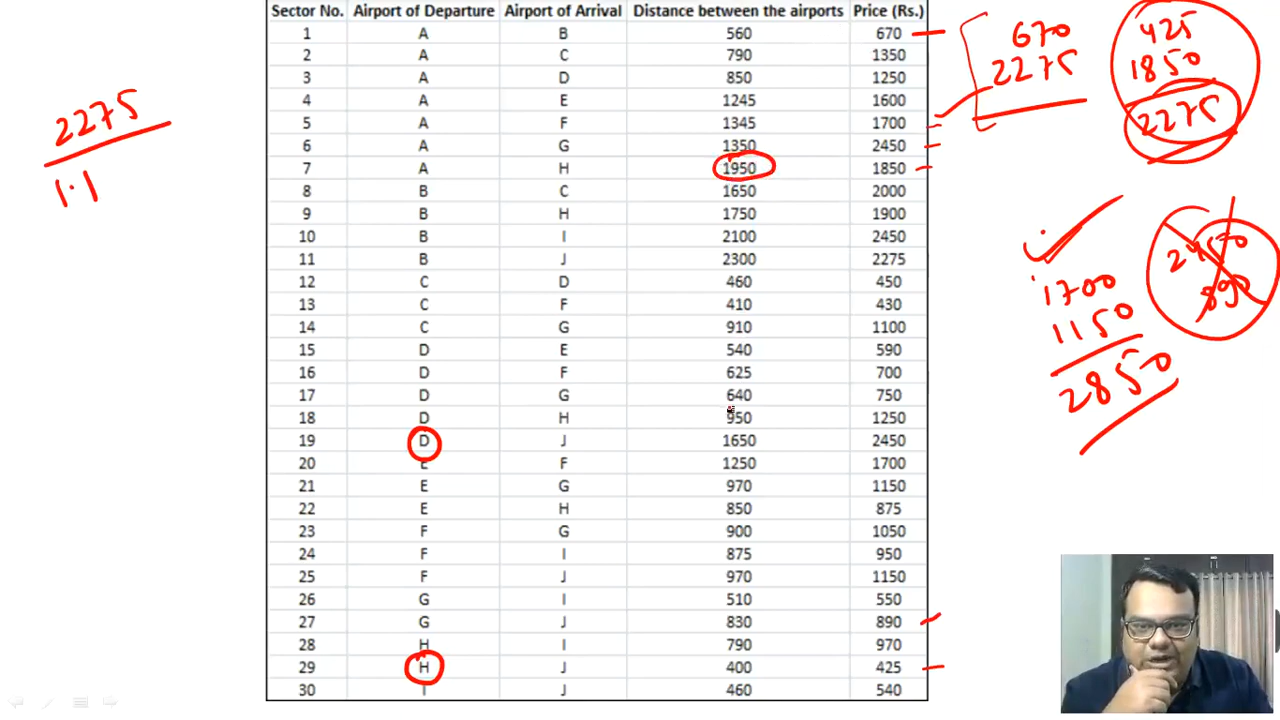 Sector No. Airport of Departure Airport of Arrival Distance between the airports Price (Rs.)
1 A B 560 670
2 A C 790 1350
3 A D 850 1250
4 A E 1245 1600
5 A F 1345 1700
6 A G 1350 2450
7 A H 1950 1850
8 B C 1650 2000
9 B H 1750 1900
10 B I 2100 2450
11 B J 2300 2275
12 C D 460 450
13 C F 410 430
14 C G 910 1100
15 D E 540 590
16 D F 625 700
17 D G 640 750
18 D H 950 1250
19 D J 1650 2450
20 E F 1250 1700
21 E G 970 1150
22 E H 850 875
23 F G 900 1050
24 F I 875 950
25 F J 970 1150
26 G I 510 550
27 G J 830 890
28 H I 790 970
29 H J 400 425
30 I J 460 540
2275
1.1
670
2275
425
1850
2275
1700
1150
2850
2450
890